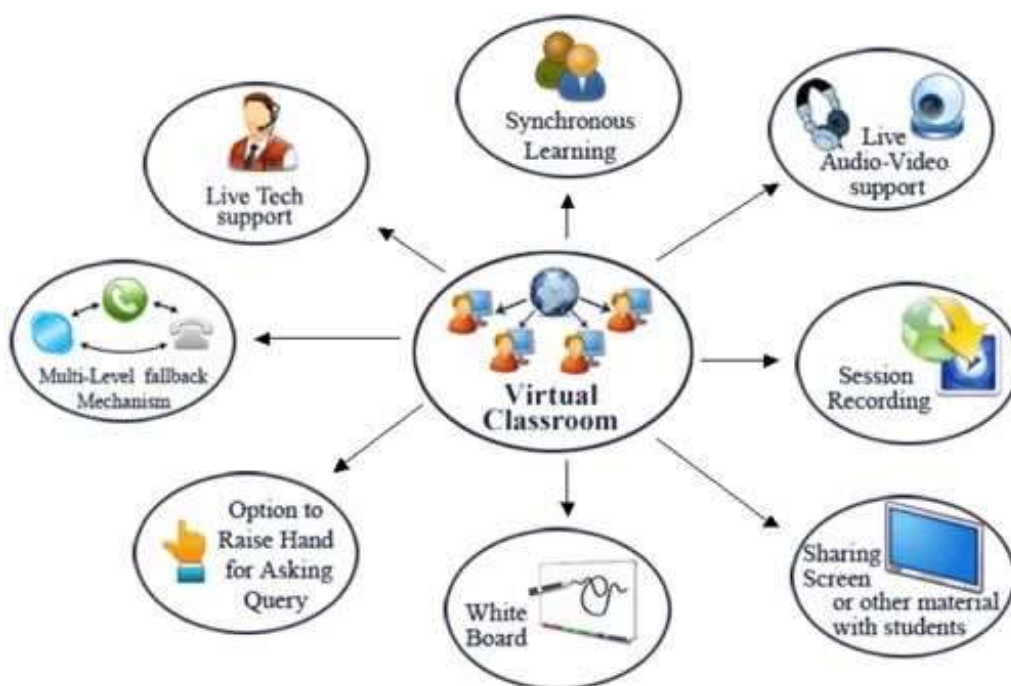 Synchronous
Learning
Live
Audio-Video
support
Live Tech
support
Multi-Level fallback
Mechanism
Virtual
Classroom
Session
Recording
Option to
Raise Hand
for Asking
Query
White
Board
Sharing
Screen
or other material
with students